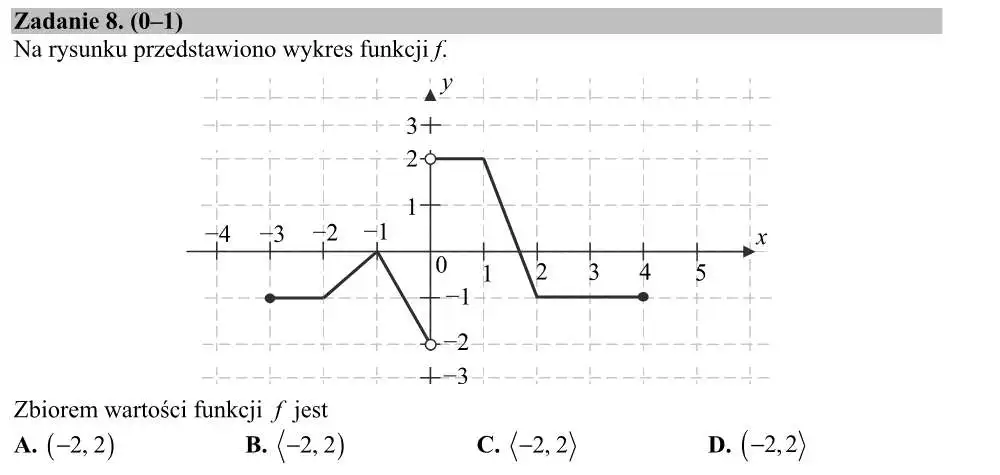 Zadanie 8. (0–1)
Na rysunku przedstawiono wykres funkcji f.
y
3
2
1
−4 −3 −2 −1
x
0 1 2 3 4 5
−1
−2
−3
Zbiorem wartości funkcji f jest
A. (−2, 2) B. ⟨−2, 2) C. ⟨−2, 2⟩ D. (−2, 2⟩